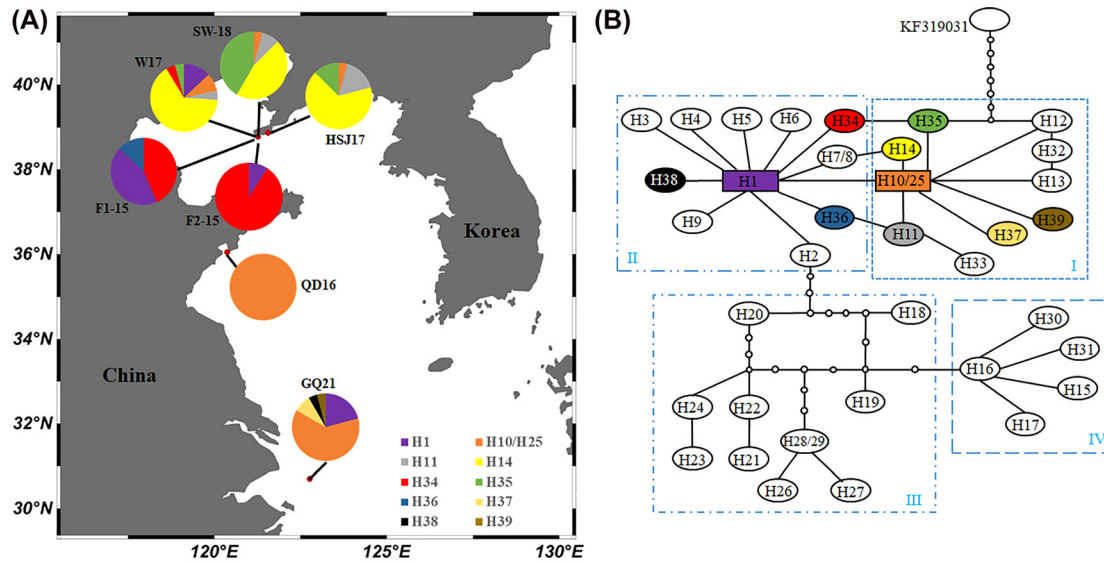 (A)
SW-18
W17
HSJ17
F1-15
F2-15
QD16
GQ21
Korea
China
H1
H10/H25
H11
H14
H34
H35
H36
H37
H38
H39
40°N
38°N
36°N
34°N
32°N
30°N
120°E
125°E
130°E
(B)
KF319031
H3
H4
H5
H6
H34
H35
H12
H7/8
H14
H32
H38
H1
H10/25
H13
H9
H36
H11
H37
H39
H2
H33
II
I
H20
H18
H30
H16
H31
H15
H17
IV
H24
H22
H19
H28/29
H23
H21
H26
H27
III